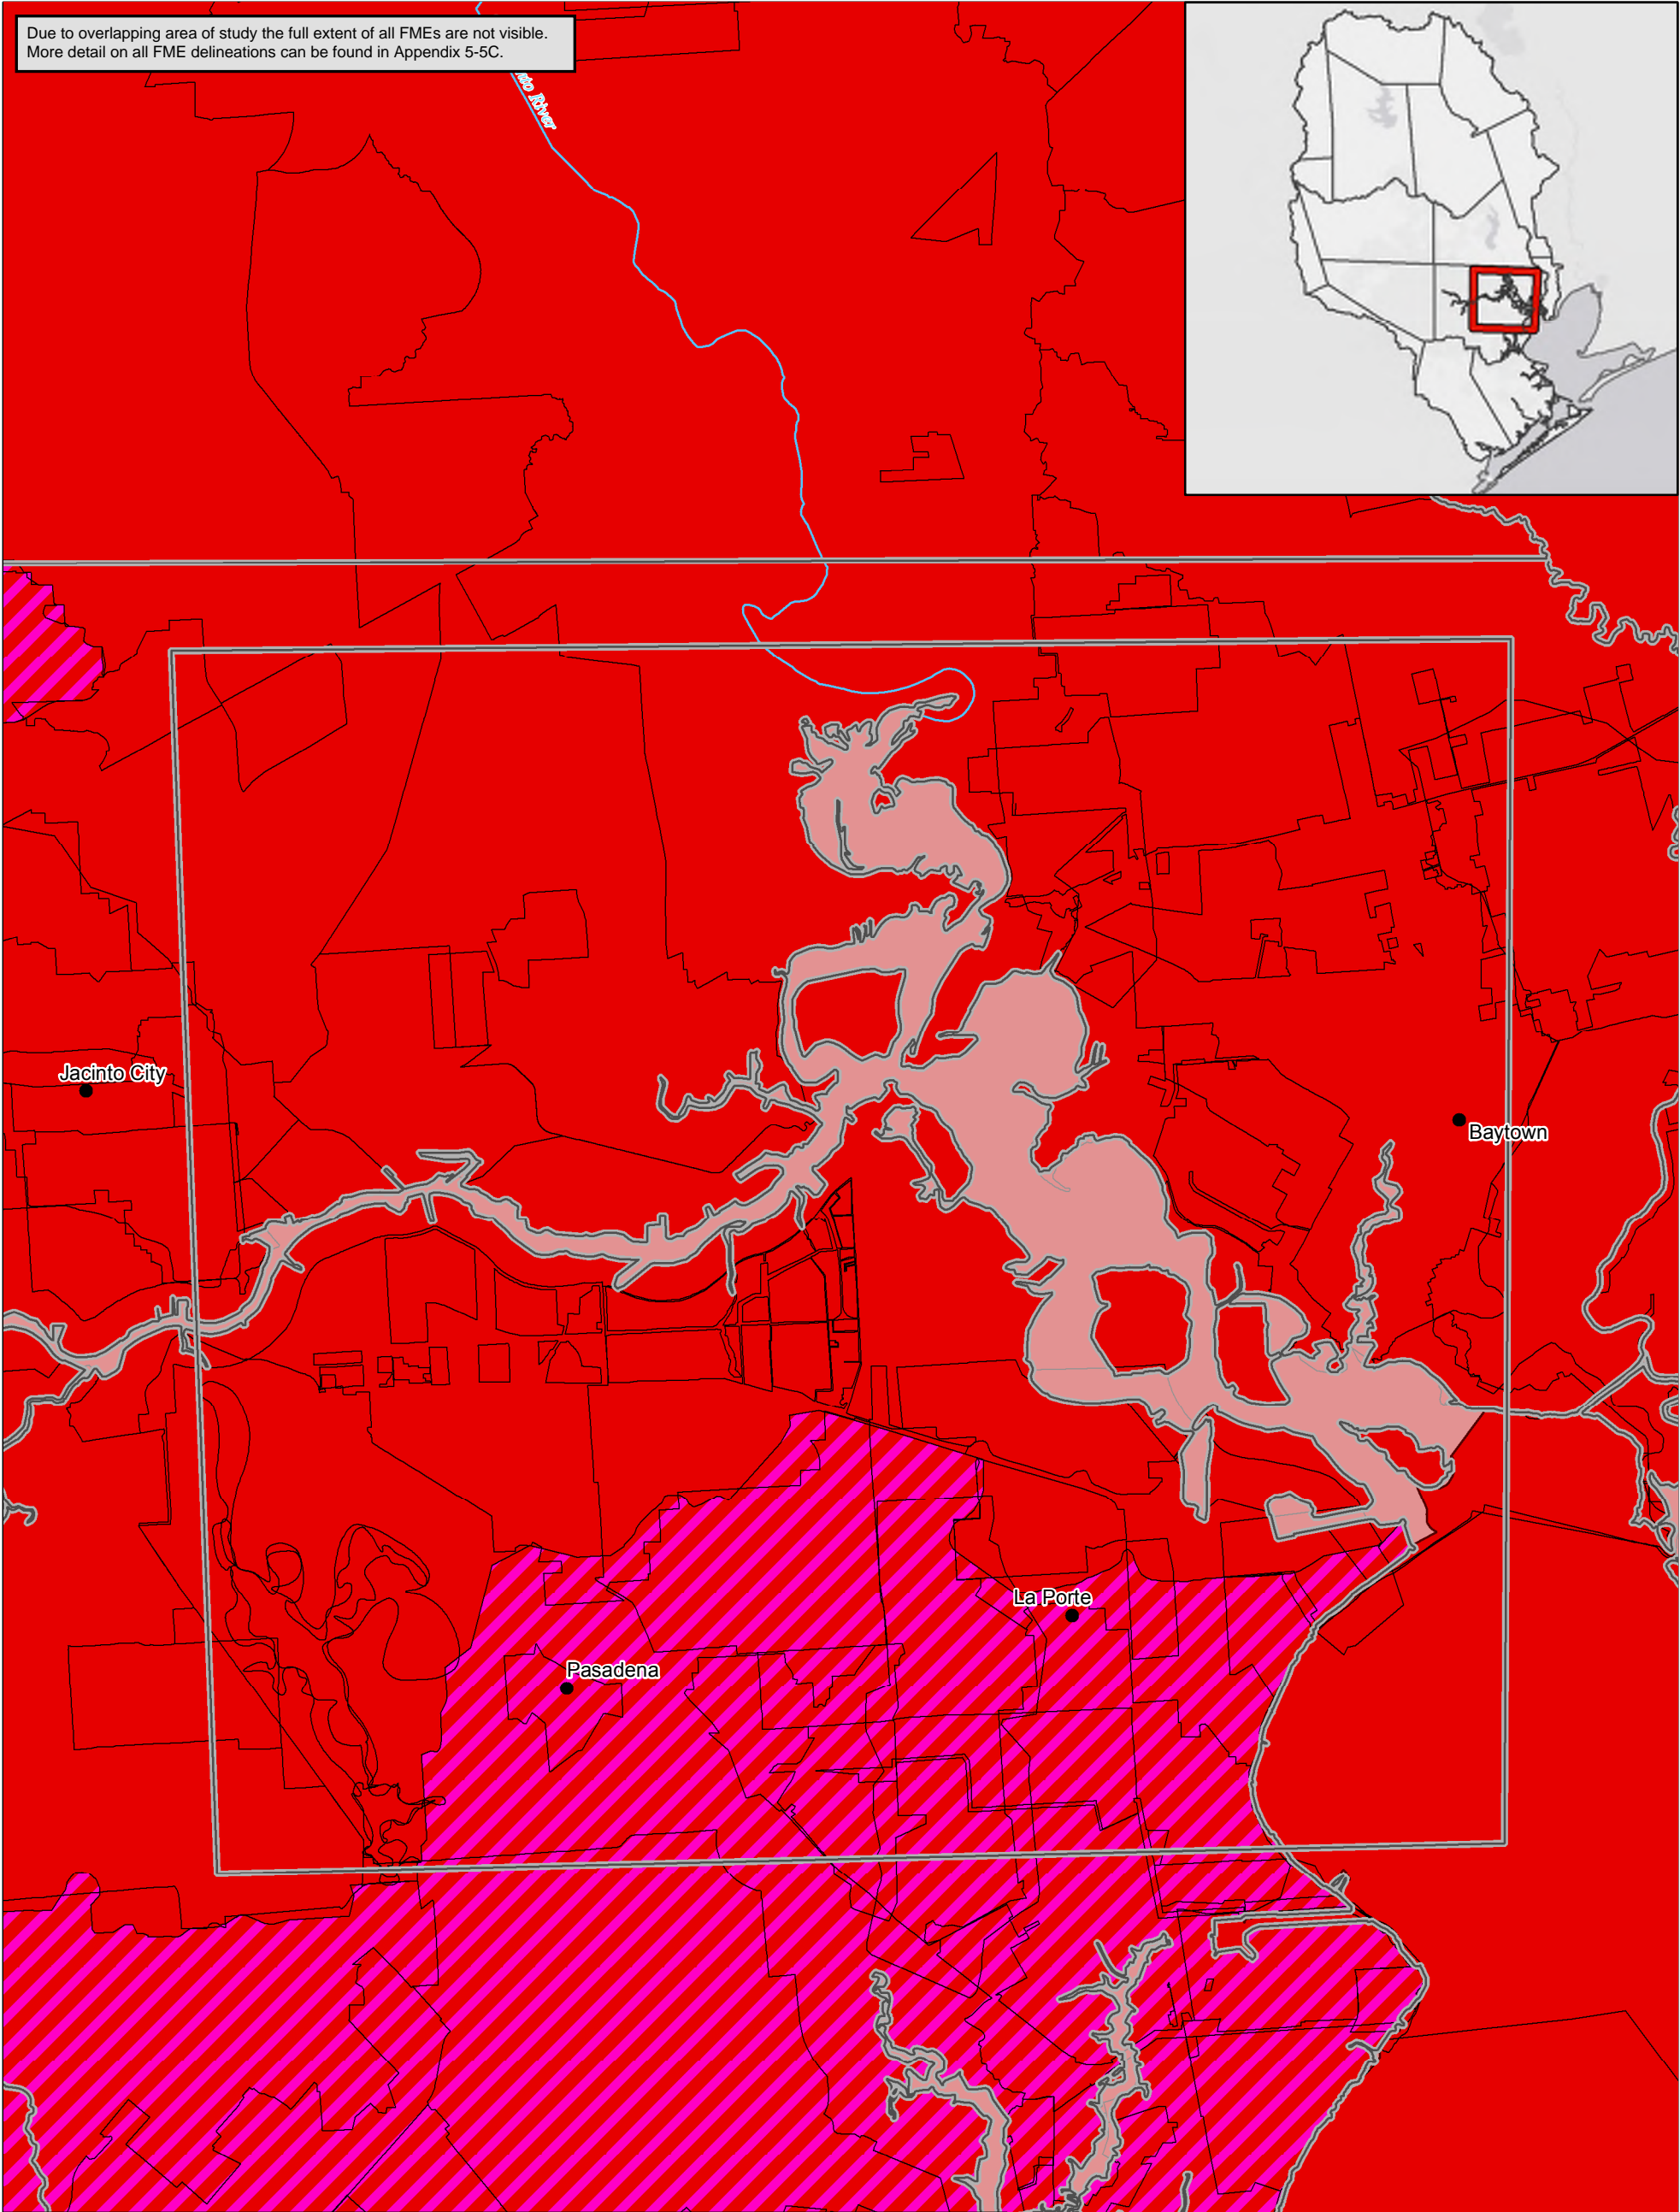 Due to overlapping area of study the full extent of all FMEs are not visible.
More detail on all FME delineations can be found in Appendix 5-5C.
River
Jacinto City
Baytown
La Porte
Pasadena